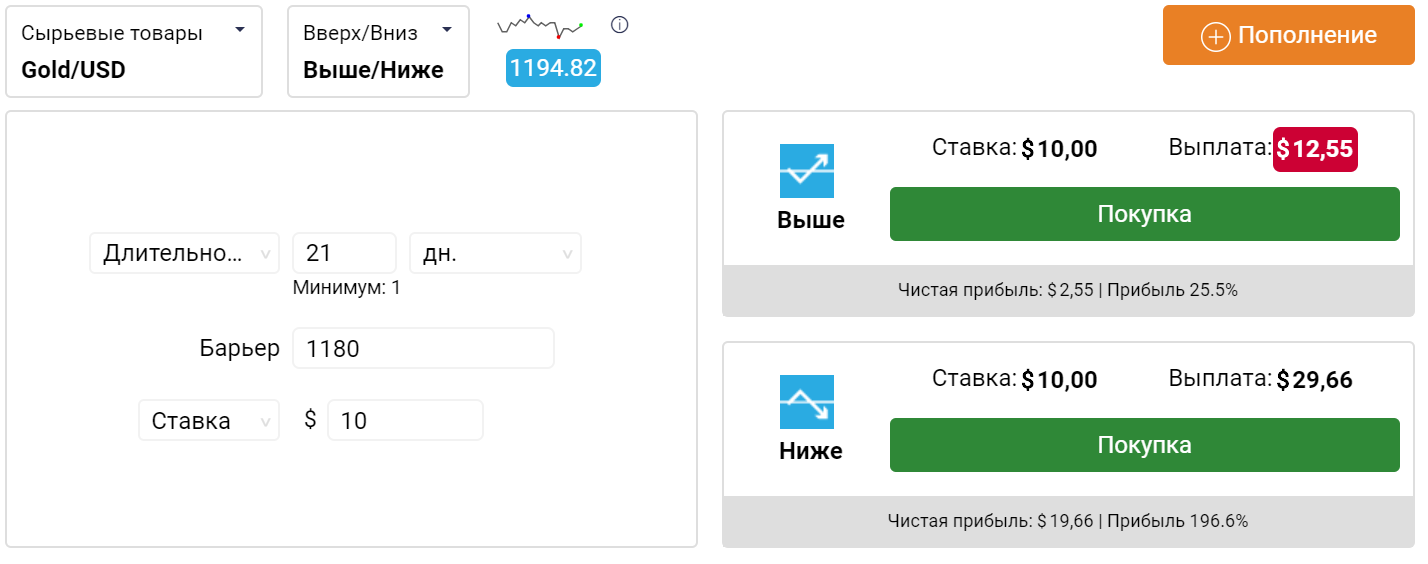 Сырьевые товары
Gold/USD
Вверх/Вниз
Выше/Ниже
1194.82
Пополнение
Длительно...
21
дн.
Минимум: 1
Барьер
1180
Ставка
$
10
Ставка: $ 10,00
Выплата: $ 12,55
Выше
Покупка
Чистая прибыль: $ 2,55 | Прибыль 25.5%
Ставка: $ 10,00
Выплата: $ 29,66
Ниже
Покупка
Чистая прибыль: $ 19,66 | Прибыль 196.6%